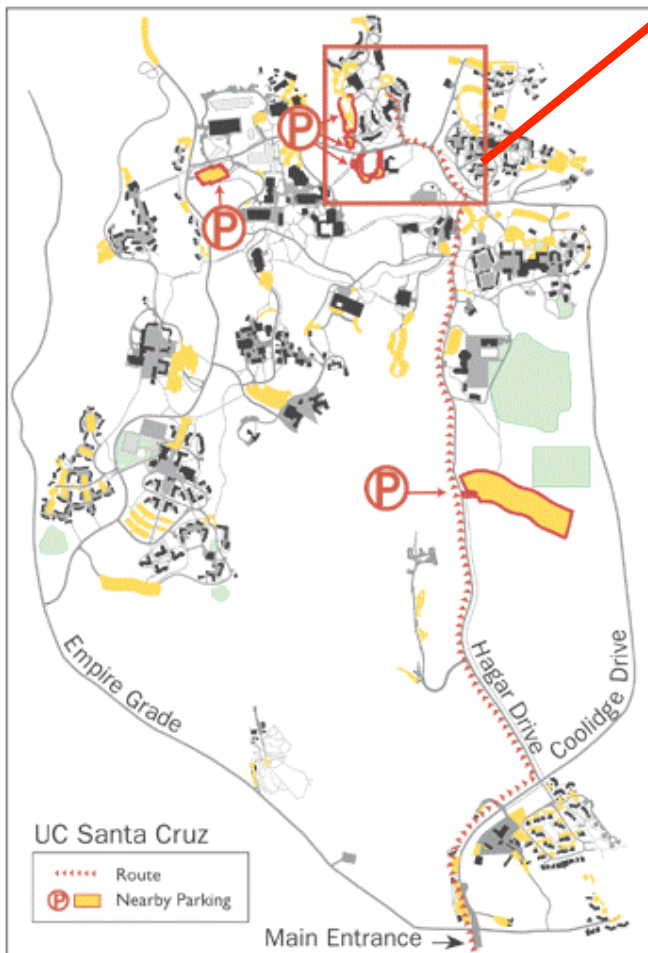 P
P
P
Empire Grade
Hagar Drive
Coolidge Drive
UC Santa Cruz
Route
P Nearby Parking
Main Entrance